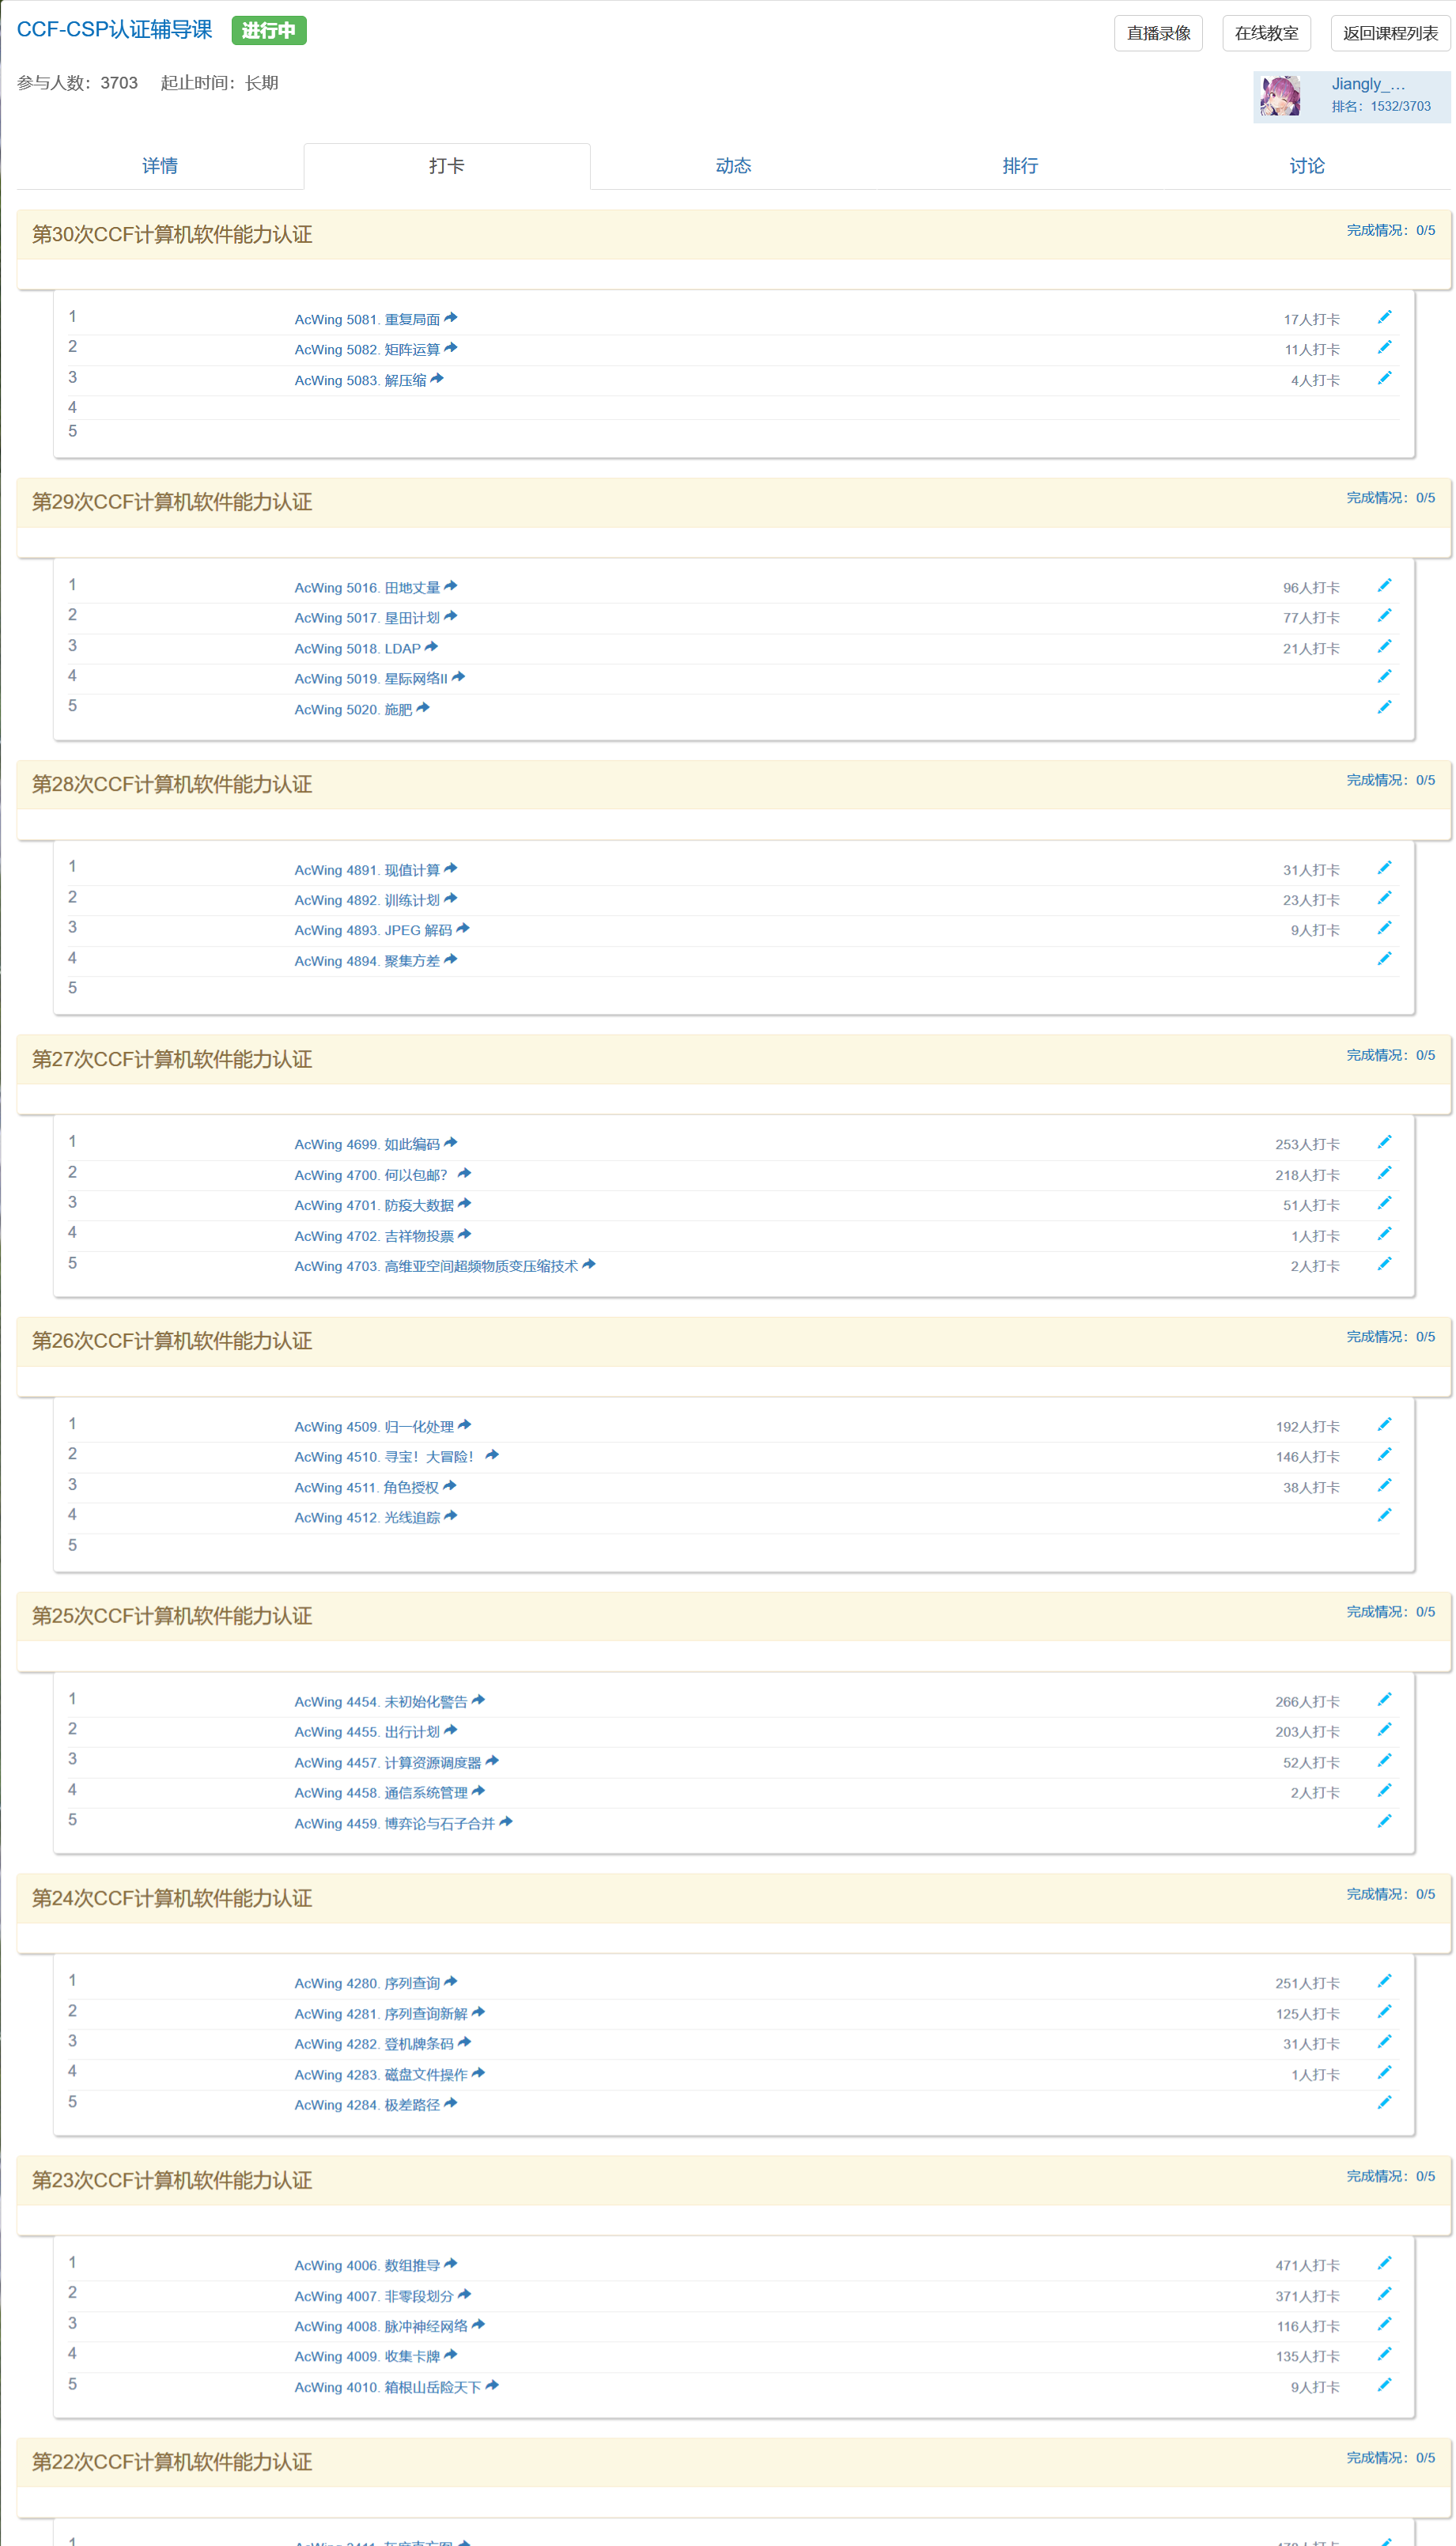 CCF-CSP认证辅导课 进行中 直播录像 在线教室 返回课程列表
参与人数：3703 起止时间：长期
Jiangly_...
排名：1532/3703
详情 打卡 动态 排行 讨论
第30次CCF计算机软件能力认证 完成情况：0/5
1 AcWing 5081. 重复局面 17人打卡
2 AcWing 5082. 矩阵运算 11人打卡
3 AcWing 5083. 解压缩 4人打卡
4
5
第29次CCF计算机软件能力认证 完成情况：0/5
1 AcWing 5016. 田地丈量 96人打卡
2 AcWing 5017. 垦田计划 77人打卡
3 AcWing 5018. LDAP 21人打卡
4 AcWing 5019. 星际网络II
5 AcWing 5020. 施肥
第28次CCF计算机软件能力认证 完成情况：0/5
1 AcWing 4891. 现值计算 31人打卡
2 AcWing 4892. 训练计划 23人打卡
3 AcWing 4893. JPEG 解码 9人打卡
4 AcWing 4894. 聚集方差
5
第27次CCF计算机软件能力认证 完成情况：0/5
1 AcWing 4699. 如此编码 253人打卡
2 AcWing 4700. 何以包邮？ 218人打卡
3 AcWing 4701. 防疫大数据 51人打卡
4 AcWing 4702. 吉祥物投票 1人打卡
5 AcWing 4703. 高维亚空间超频物质变压缩技术 2人打卡
第26次CCF计算机软件能力认证 完成情况：0/5
1 AcWing 4509. 归一化处理 192人打卡
2 AcWing 4510. 寻宝！大冒险！ 146人打卡
3 AcWing 4511. 角色授权 38人打卡
4 AcWing 4512. 光线追踪
5
第25次CCF计算机软件能力认证 完成情况：0/5
1 AcWing 4454. 未初始化警告 266人打卡
2 AcWing 4455. 出行计划 203人打卡
3 AcWing 4457. 计算资源调度器 52人打卡
4 AcWing 4458. 通信系统管理 2人打卡
5 AcWing 4459. 博弈论与石子合并
第24次CCF计算机软件能力认证 完成情况：0/5
1 AcWing 4280. 序列查询 251人打卡
2 AcWing 4281. 序列查询新解 125人打卡
3 AcWing 4282. 登机牌条码 31人打卡
4 AcWing 4283. 磁盘文件操作 1人打卡
5 AcWing 4284. 极差路径
第23次CCF计算机软件能力认证 完成情况：0/5
1 AcWing 4006. 数组推导 471人打卡
2 AcWing 4007. 非零段划分 371人打卡
3 AcWing 4008. 脉冲神经网络 116人打卡
4 AcWing 4009. 收集卡牌 135人打卡
5 AcWing 4010. 箱根山岳险天下 9人打卡
第22次CCF计算机软件能力认证 完成情况：0/5